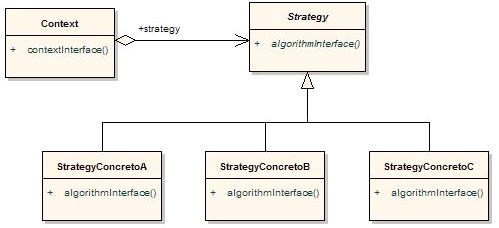 Context
+ contextInterface()
+strategy
Strategy
+ algorithmInterface()
StrategyConcretoA
+ algorithmInterface()
StrategyConcretoB
+ algorithmInterface()
StrategyConcretoC
+ algorithmInterface()